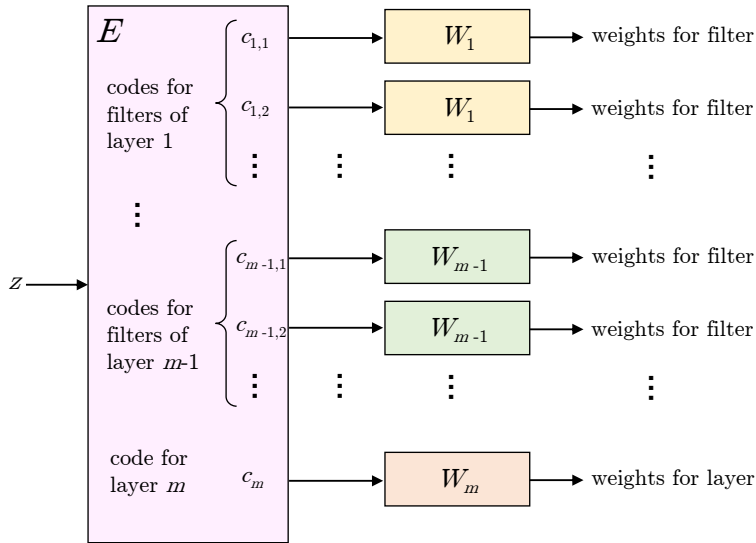 E
c₁,₁ W₁ weights for filter
codes for
filters of
layer 1
c₁,₂ W₁ weights for filter
z
cₘ₋₁,₁ Wₘ₋₁ weights for filter
codes for
filters of
layer m-1
cₘ₋₁,₂ Wₘ₋₁ weights for filter
code for
layer m
cₘ Wₘ weights for layer